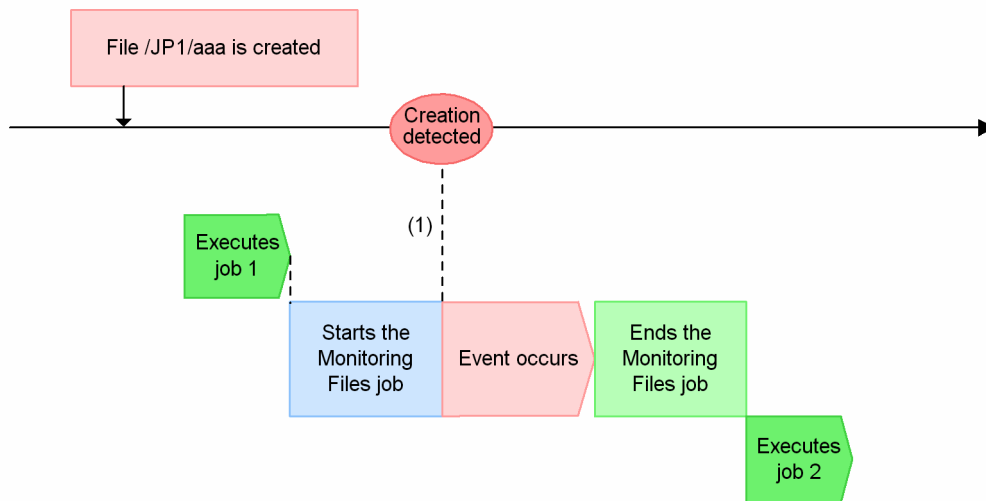 File /JP1/aaa is created
Creation
detected
(1)
Executes
job 1
Starts the
Monitoring
Files job
Event occurs
Ends the
Monitoring
Files job
Executes
job 2